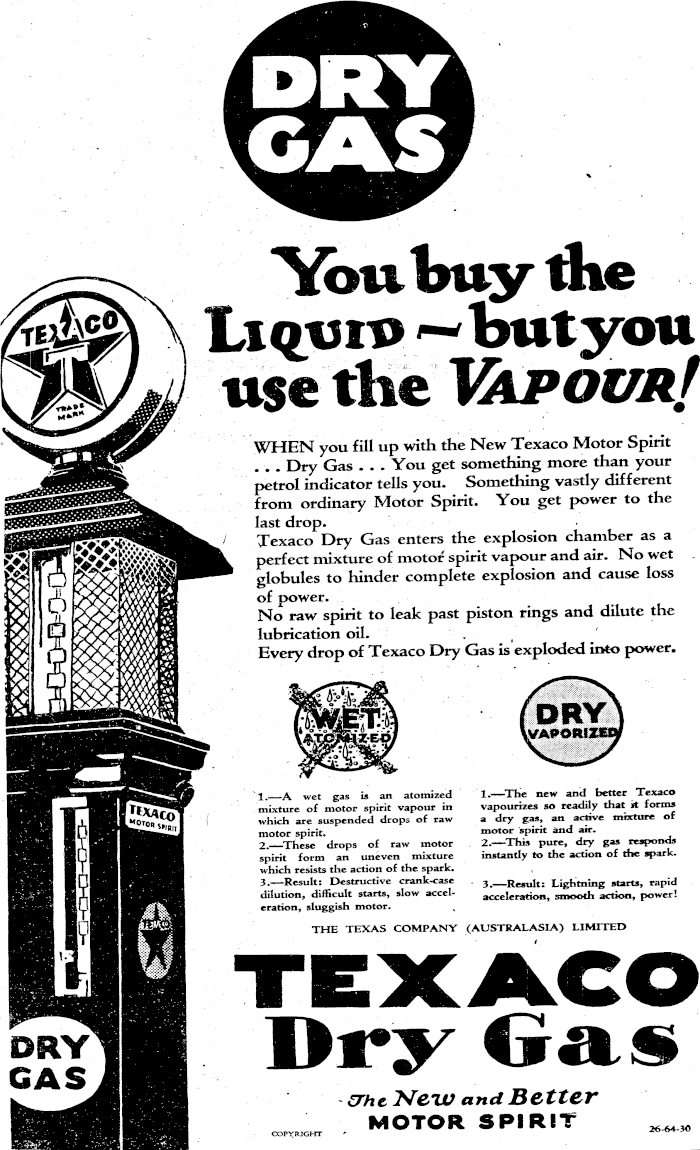 DRY
GAS
You buy the
LIQUID — but you
use the VAPOUR!
TEXACO
T
TRADE
MARK
WHEN you fill up with the New Texaco Motor Spirit
. . . Dry Gas . . . You get something more than your
petrol indicator tells you. Something vastly different
from ordinary Motor Spirit. You get power to the
last drop.
Texaco Dry Gas enters the explosion chamber as a
perfect mixture of motor spirit vapour and air. No wet
globules to hinder complete explosion and cause loss
of power.
No raw spirit to leak past piston rings and dilute the
lubrication oil.
Every drop of Texaco Dry Gas is exploded into power.
WET
ATOMIZED
1.—A wet gas is an atomized
mixture of motor spirit vapour in
which are suspended drops of raw
motor spirit.
2.—These drops of raw motor
spirit form an uneven mixture
which resists the action of the spark.
3.—Result: Destructive crank-case
dilution, difficult starts, slow accel-
eration, sluggish motor.
DRY
VAPORIZED
1.—The new and better Texaco
vapourizes so readily that it forms
a dry gas, an active mixture of
motor spirit and air.
2.—This pure, dry gas responds
instantly to the action of the spark.
3.—Result: Lightning starts, rapid
acceleration, smooth action, power!
TEXACO
MOTOR SPIRIT
DRY
GAS
THE TEXAS COMPANY (AUSTRALASIA) LIMITED
TEXACO
Dry Gas
The New and Better
MOTOR SPIRIT
COPYRIGHT
26-64-30